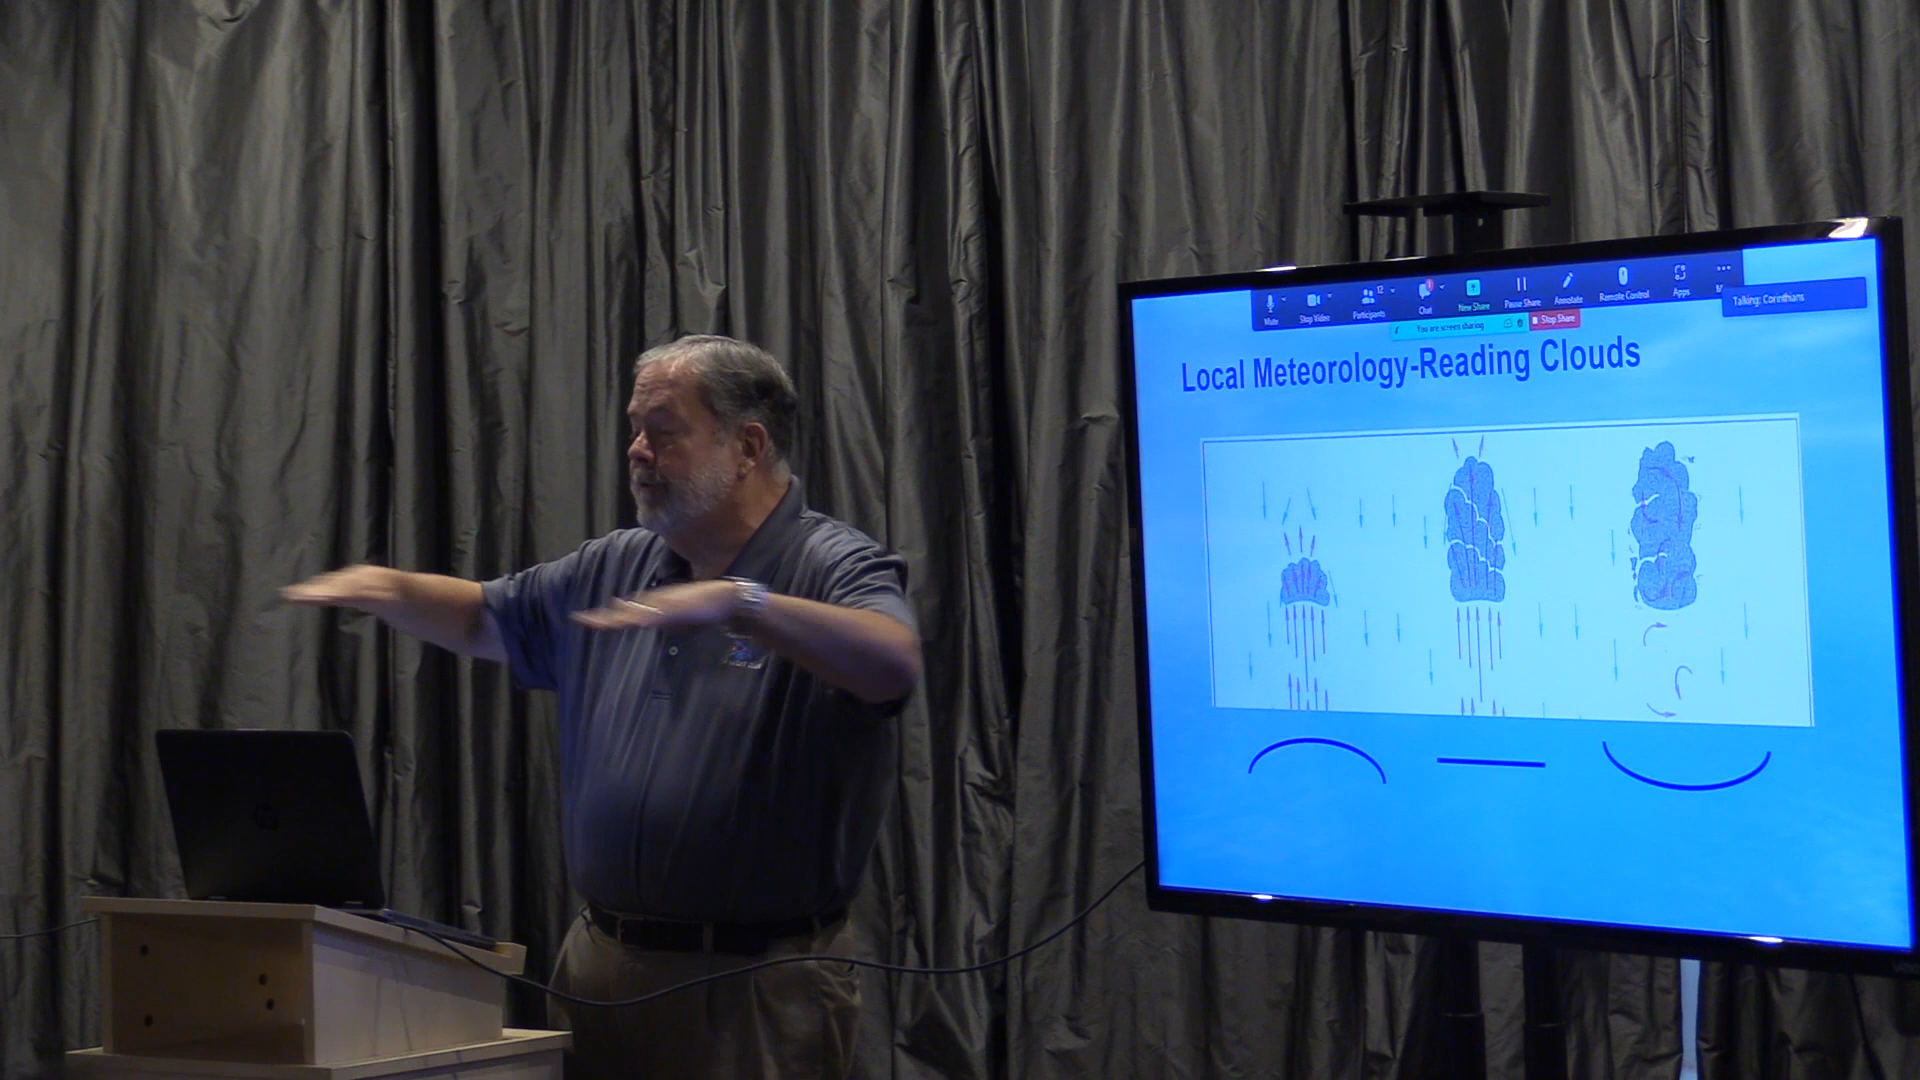 Mute
Stop Video
12
Participants
Chat
New Share
Pause Share
Annotate
Remote Control
Apps
You are screen sharing
Stop Share
Talking: Corinthians
Local Meteorology-Reading Clouds